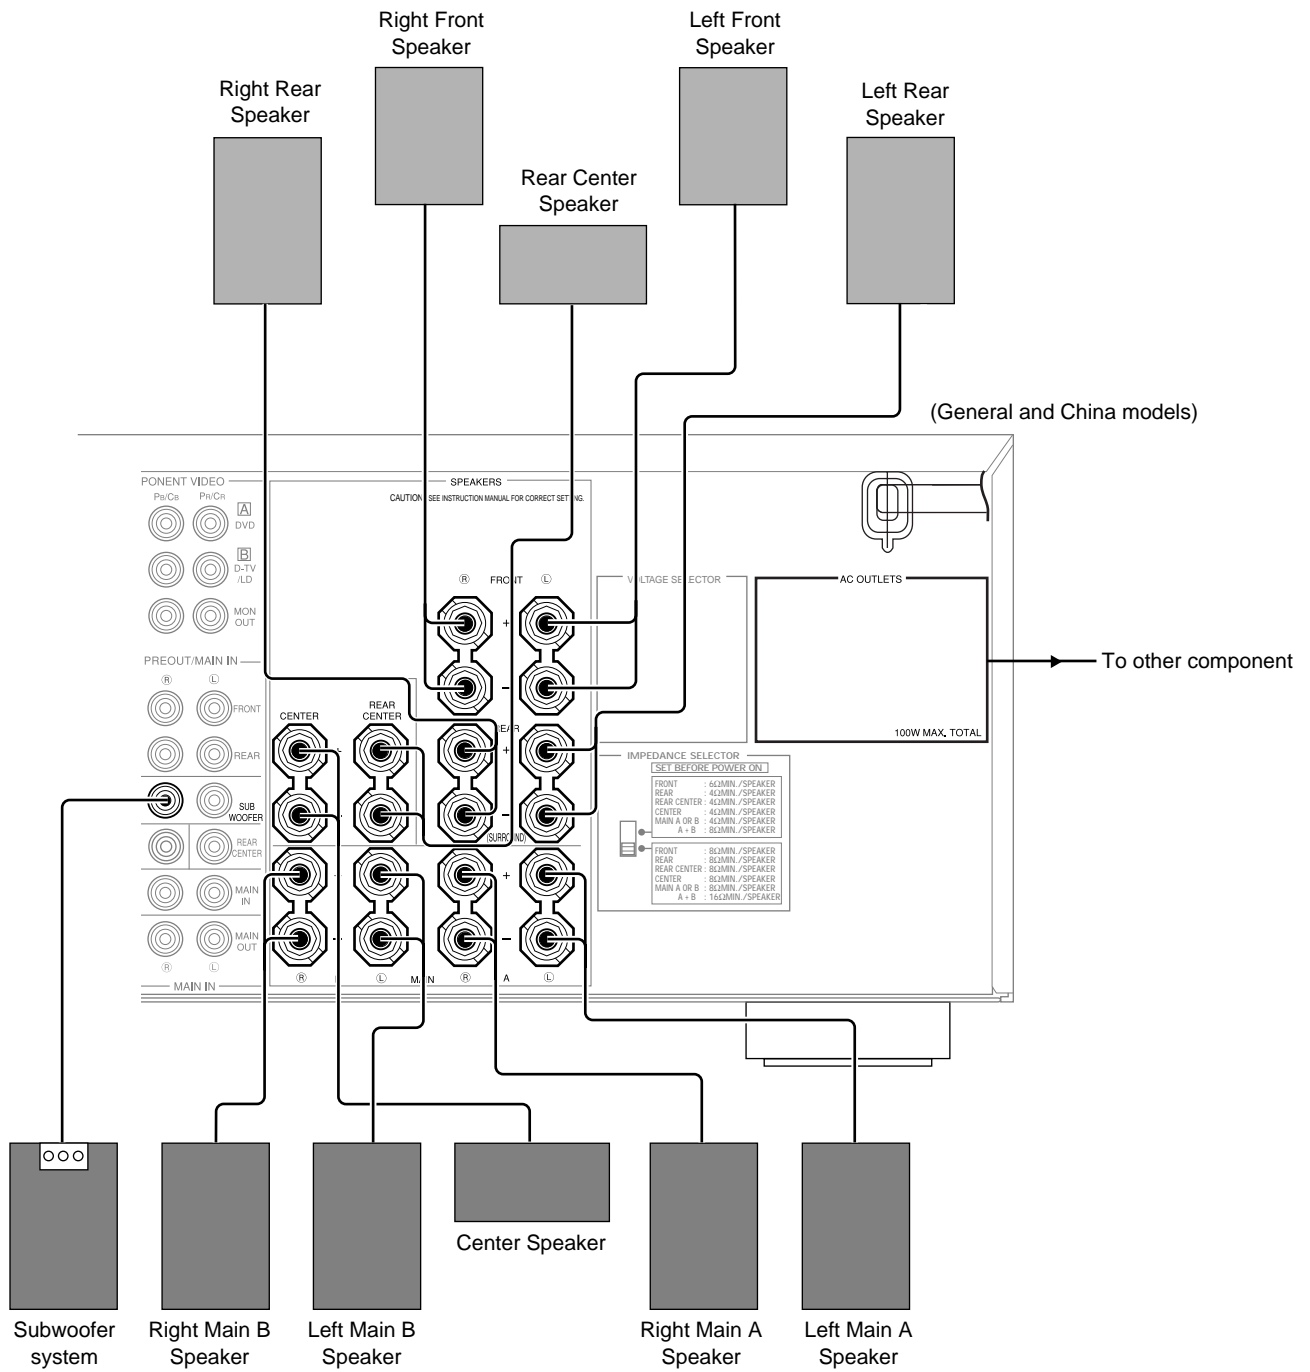 Right Front
Speaker
Left Front
Speaker
Right Rear
Speaker
Left Rear
Speaker
Rear Center
Speaker
(General and China models)
PONENT VIDEO
PB/CB
PR/CR
A
DVD
B
D-TV
/LD
MON
OUT
SPEAKERS
CAUTION SEE INSTRUCTION MANUAL FOR CORRECT SETTING.
R FRONT L
+
–
VOLTAGE SELECTOR
AC OUTLETS
100W MAX. TOTAL
To other component
PREOUT/MAIN IN
R L
FRONT
REAR
SUB
WOOFER
REAR
CENTER
MAIN
IN
MAIN
OUT
R L
MAIN IN
CENTER
REAR
CENTER
REAR
+
–
(SURROUND)
+
–
R L MAIN R A L
IMPEDANCE SELECTOR
SET BEFORE POWER ON
FRONT : 6ΩMIN./SPEAKER
REAR : 4ΩMIN./SPEAKER
REAR CENTER : 4ΩMIN./SPEAKER
CENTER : 4ΩMIN./SPEAKER
MAIN A OR B : 4ΩMIN./SPEAKER
A + B : 8ΩMIN./SPEAKER
FRONT : 8ΩMIN./SPEAKER
REAR : 8ΩMIN./SPEAKER
REAR CENTER : 8ΩMIN./SPEAKER
CENTER : 8ΩMIN./SPEAKER
MAIN A OR B : 8ΩMIN./SPEAKER
A + B : 16ΩMIN./SPEAKER
Center Speaker
Subwoofer
system
Right Main B
Speaker
Left Main B
Speaker
Right Main A
Speaker
Left Main A
Speaker